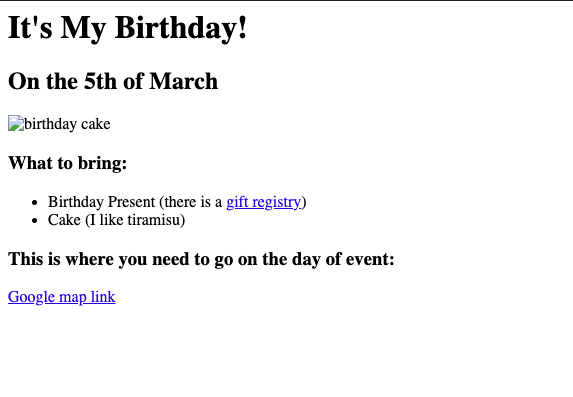 It's My Birthday!
On the 5th of March
birthday cake
What to bring:
Birthday Present (there is a gift registry)
Cake (I like tiramisu)
This is where you need to go on the day of event:
Google map link